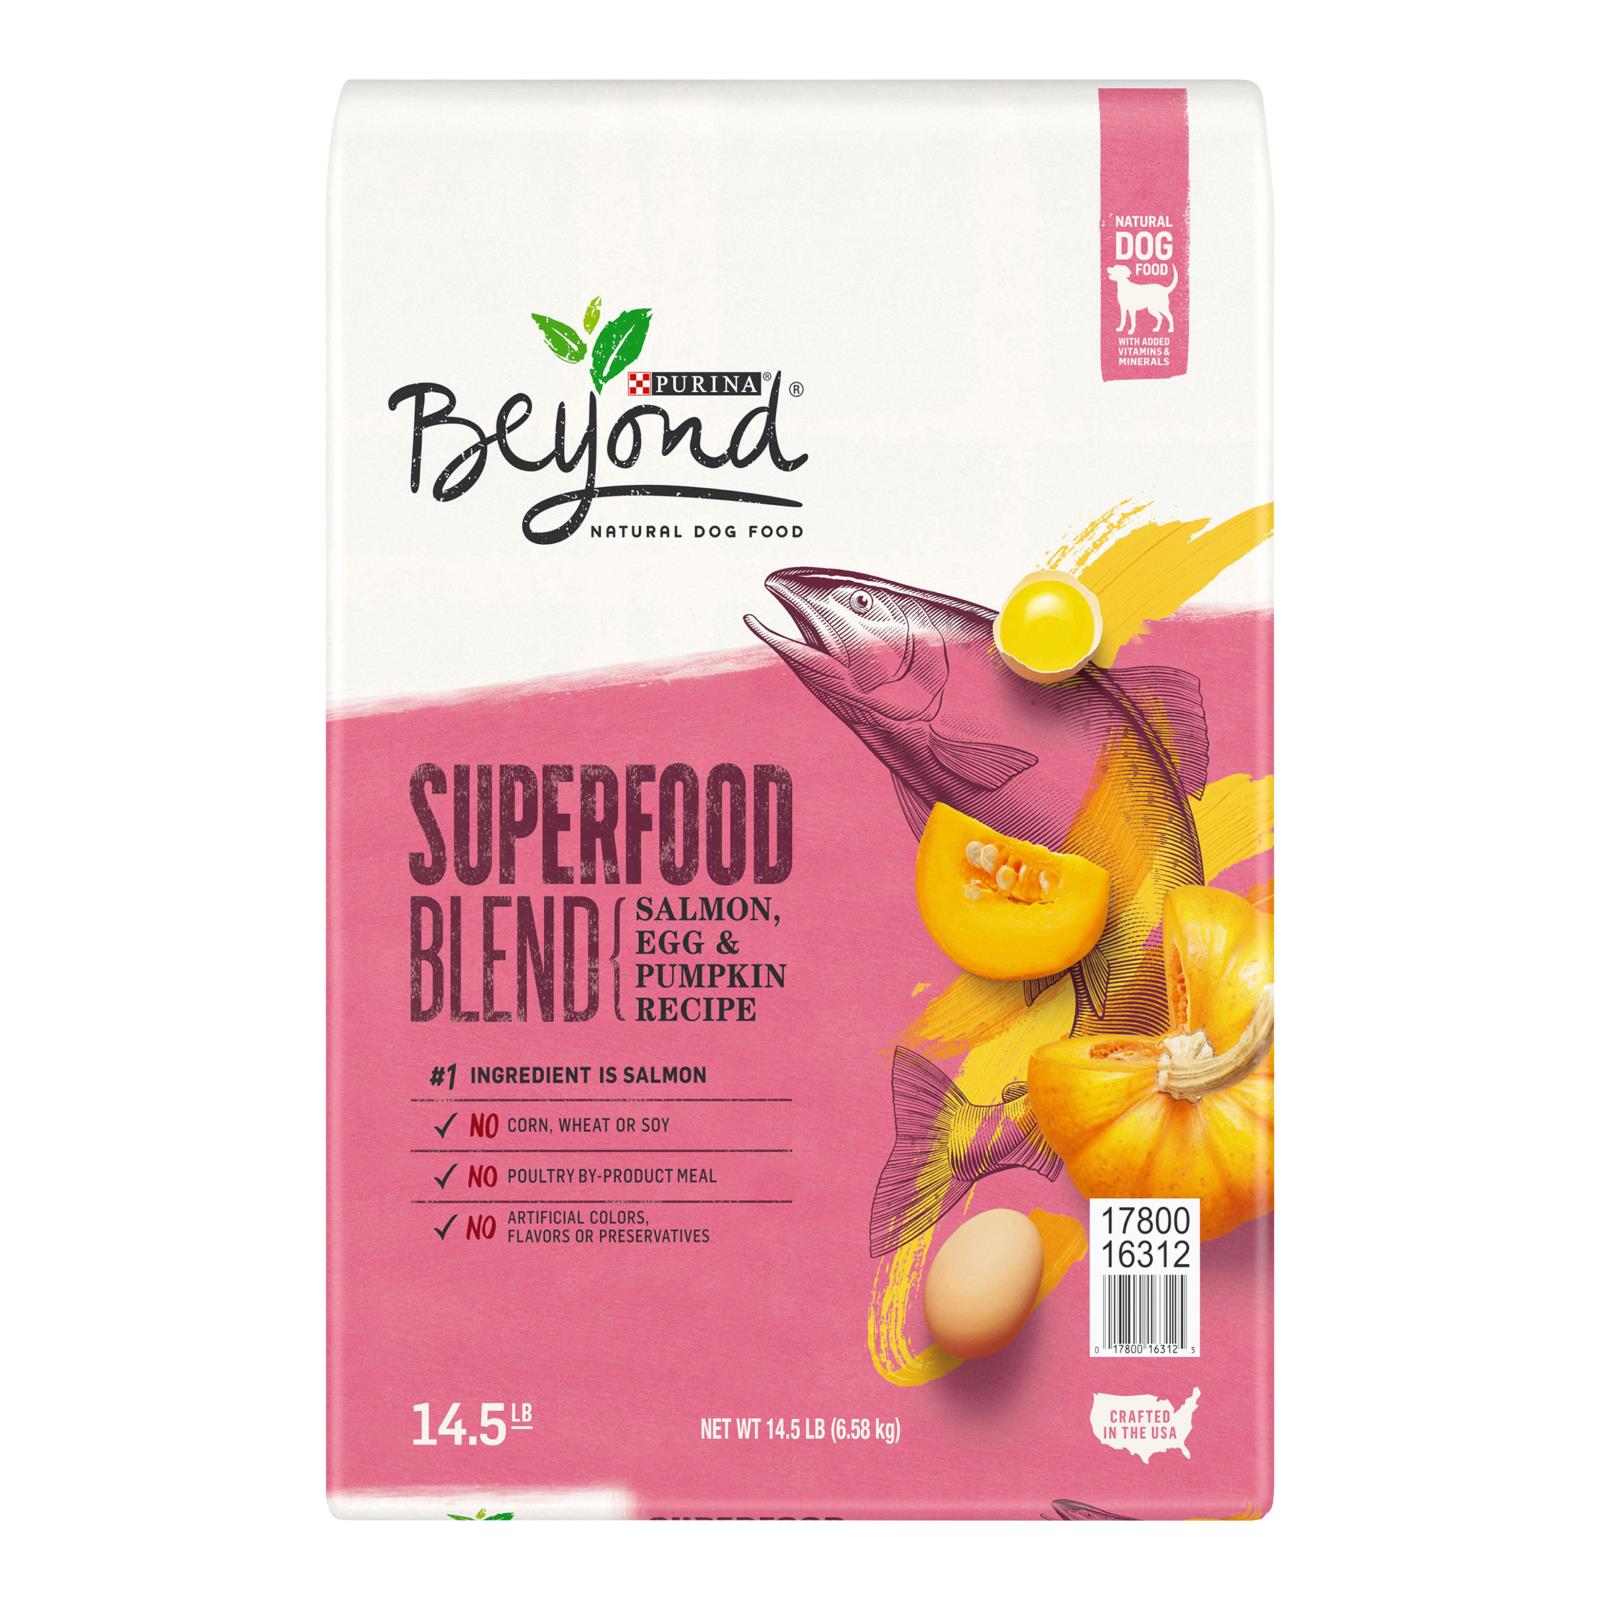 NATURAL
DOG
FOOD
WITH ADDED
VITAMINS &
MINERALS
PURINA®
Beyond®
NATURAL DOG FOOD
SUPERFOOD
BLEND
SALMON,
EGG &
PUMPKIN
RECIPE
#1 INGREDIENT IS SALMON
✓ NO CORN, WHEAT OR SOY
✓ NO POULTRY BY-PRODUCT MEAL
✓ NO ARTIFICIAL COLORS,
FLAVORS OR PRESERVATIVES
17800
16312
0 17800 16312 5
14.5 LB
NET WT 14.5 LB (6.58 kg)
CRAFTED
IN THE USA
SUPERFOOD